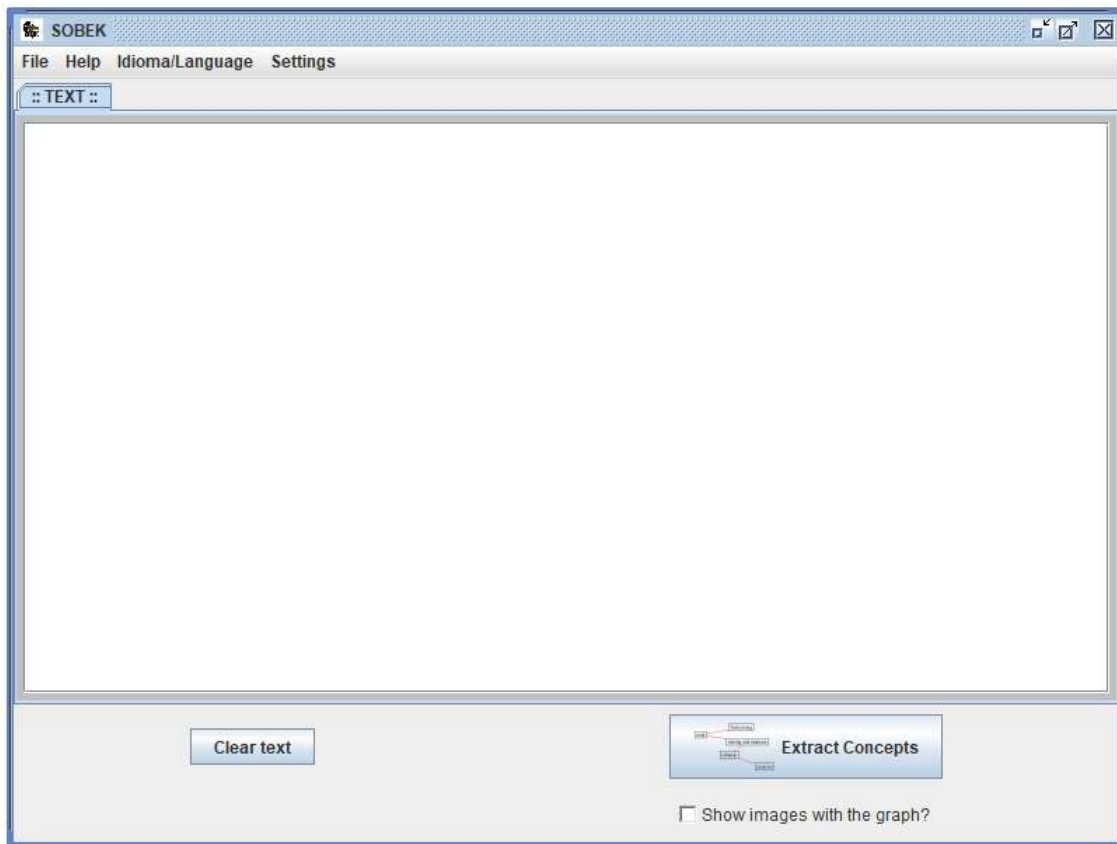 SOBEK
File Help Idioma/Language Settings
:: TEXT ::
Clear text
Extract Concepts
Show images with the graph?